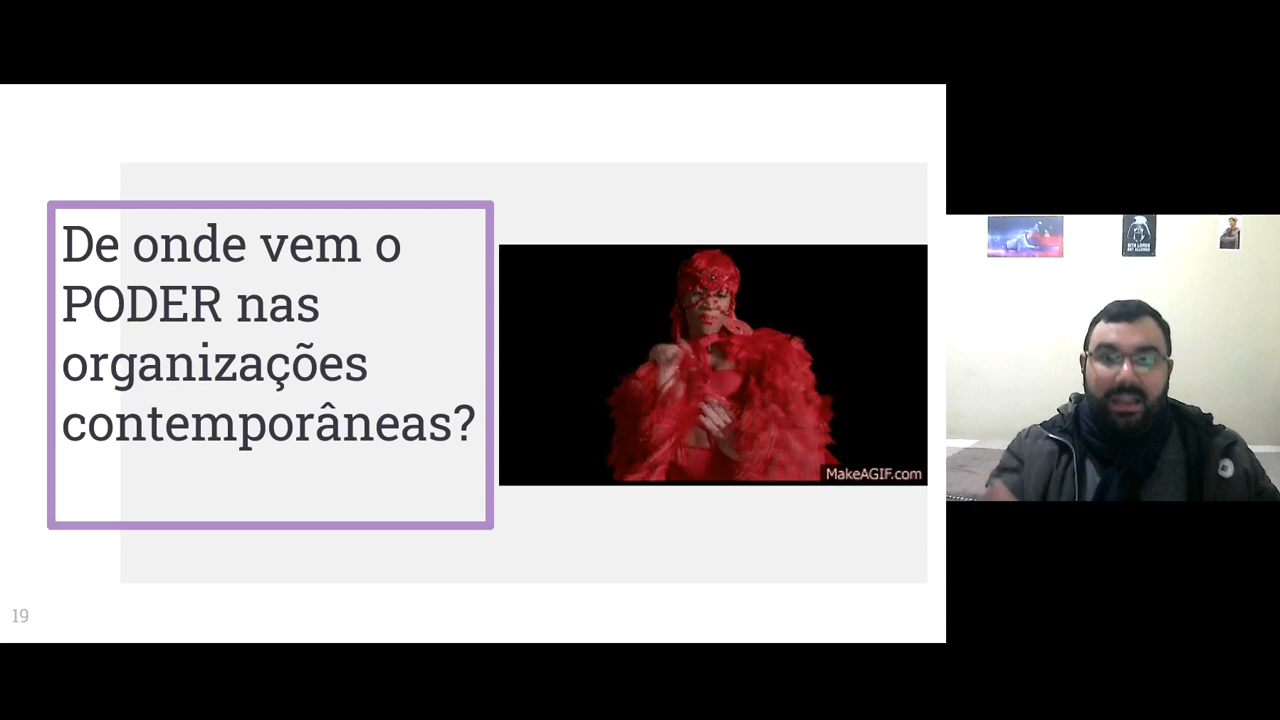 De onde vem o
PODER nas
organizações
contemporâneas?
MakeAGIF.com
19